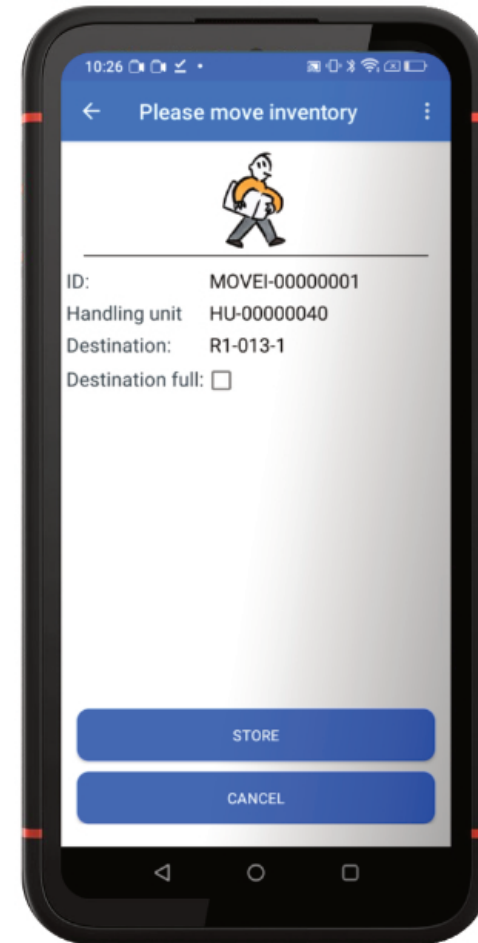 10:26
Please move inventory
ID: MOVEI-00000001
Handling unit HU-00000040
Destination: R1-013-1
Destination full:
STORE
CANCEL